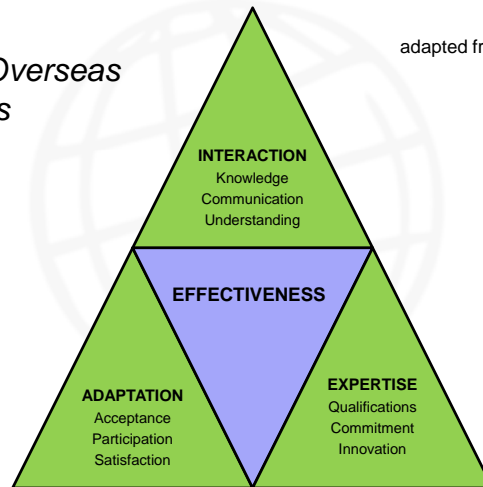 Overseas
s
adapted fr
INTERACTION
Knowledge
Communication
Understanding
EFFECTIVENESS
ADAPTATION
Acceptance
Participation
Satisfaction
EXPERTISE
Qualifications
Commitment
Innovation